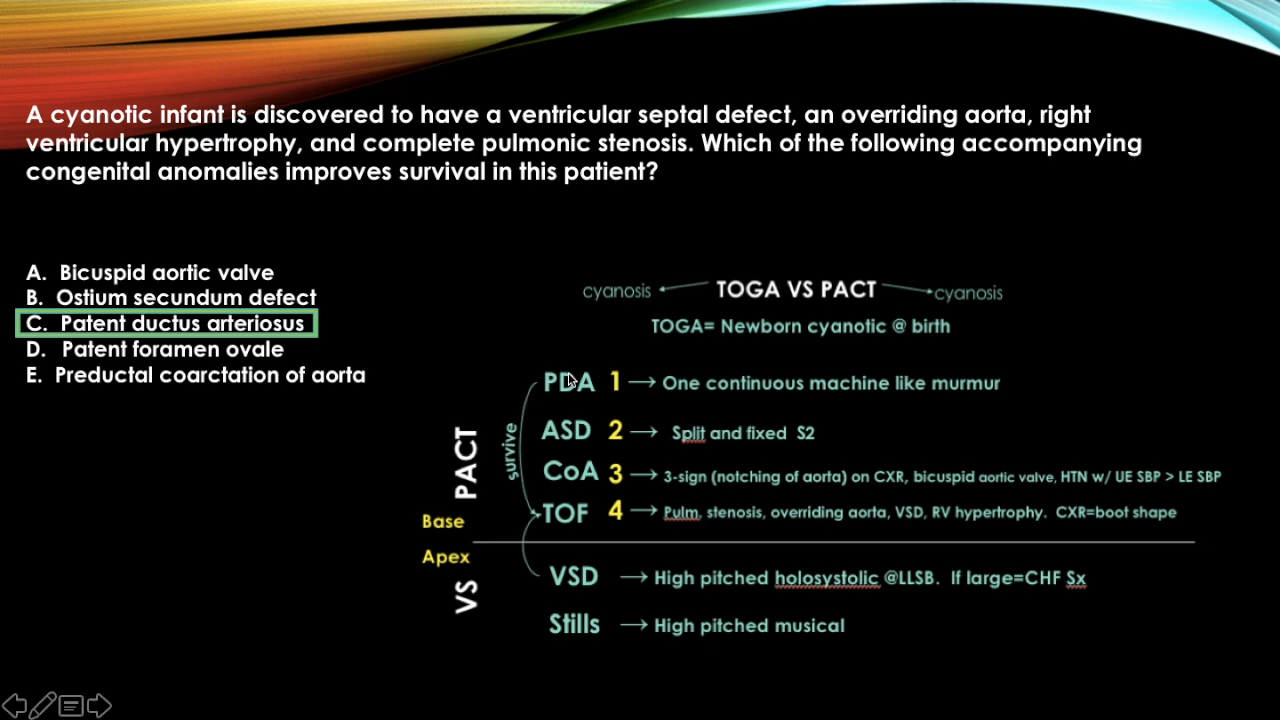 A cyanotic infant is discovered to have a ventricular septal defect, an overriding aorta, right
ventricular hypertrophy, and complete pulmonic stenosis. Which of the following accompanying
congenital anomalies improves survival in this patient?
A. Bicuspid aortic valve
B. Ostium secundum defect
C. Patent ductus arteriosus
D. Patent foramen ovale
E. Preductal coarctation of aorta
cyanosis TOGA VS PACT cyanosis
TOGA= Newborn cyanotic @ birth
PACT
survive
PDA 1 → One continuous machine like murmur
ASD 2 → Split and fixed S2
CoA 3 → 3-sign (notching of aorta) on CXR, bicuspid aortic valve, HTN w/ UE SBP > LE SBP
TOF 4 → Pulm. stenosis, overriding aorta, VSD, RV hypertrophy. CXR=boot shape
Base
Apex
VS
VSD → High pitched holosystolic @LLSB. If large=CHF Sx
Stills → High pitched musical